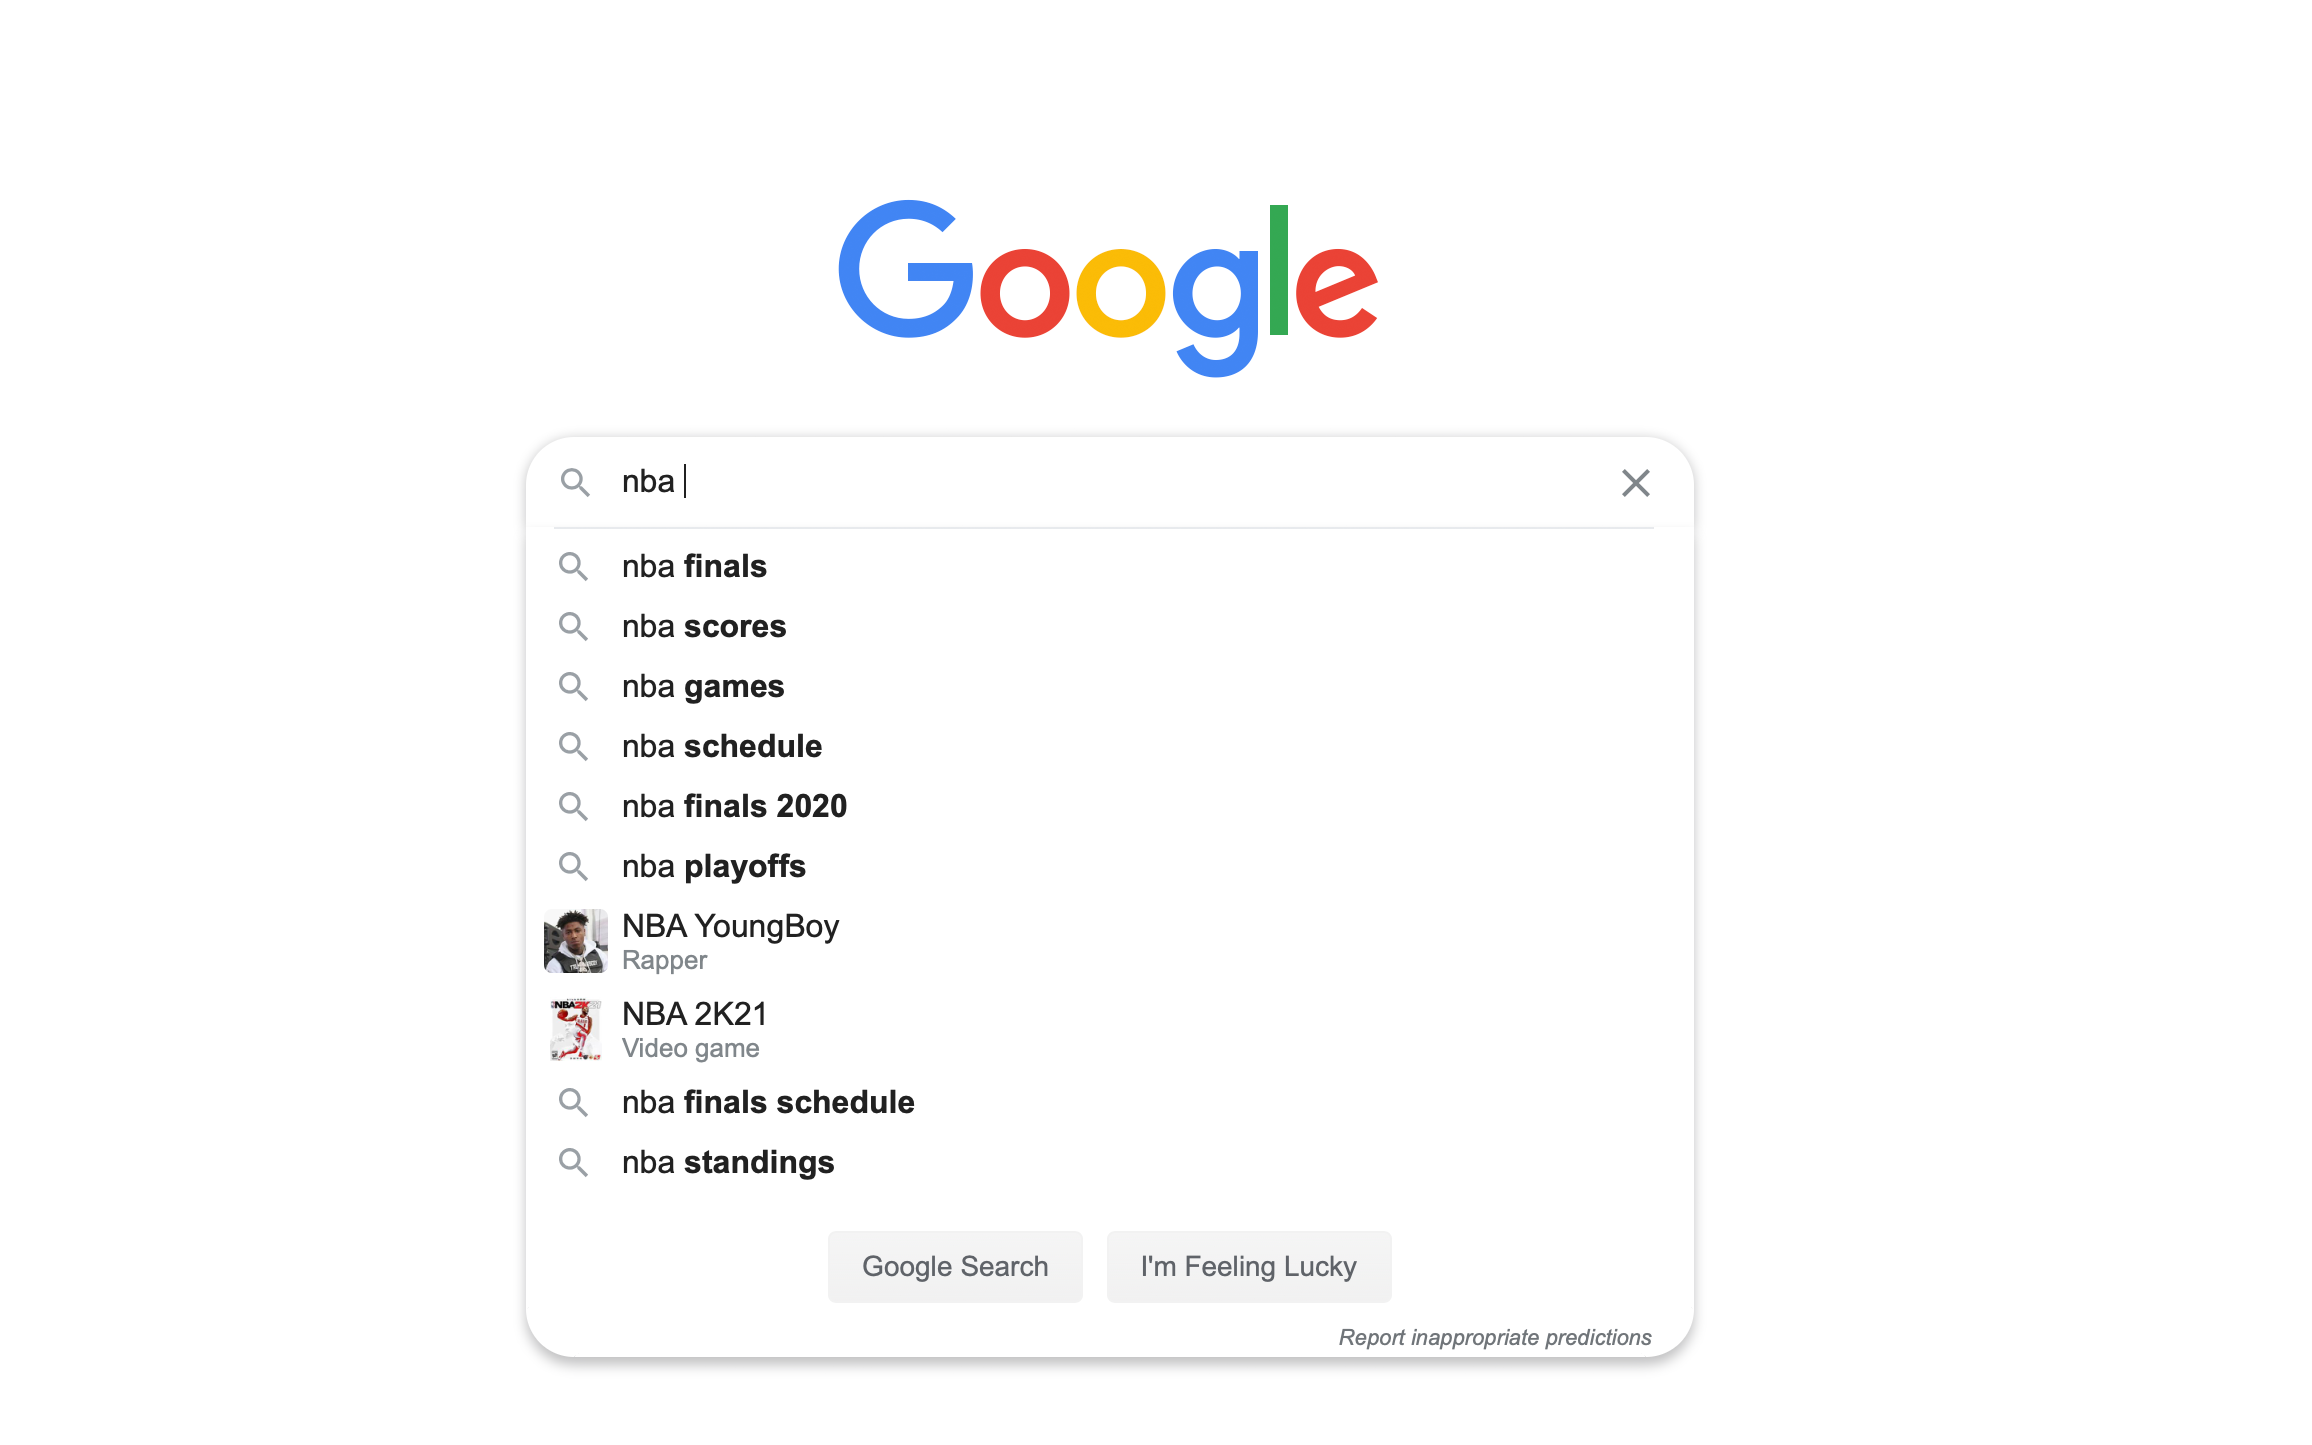 Google
nba
nba finals
nba scores
nba games
nba schedule
nba finals 2020
nba playoffs
NBA YoungBoy
Rapper
NBA2K21
NBA 2K21
Video game
nba finals schedule
nba standings
Google Search
I'm Feeling Lucky
Report inappropriate predictions